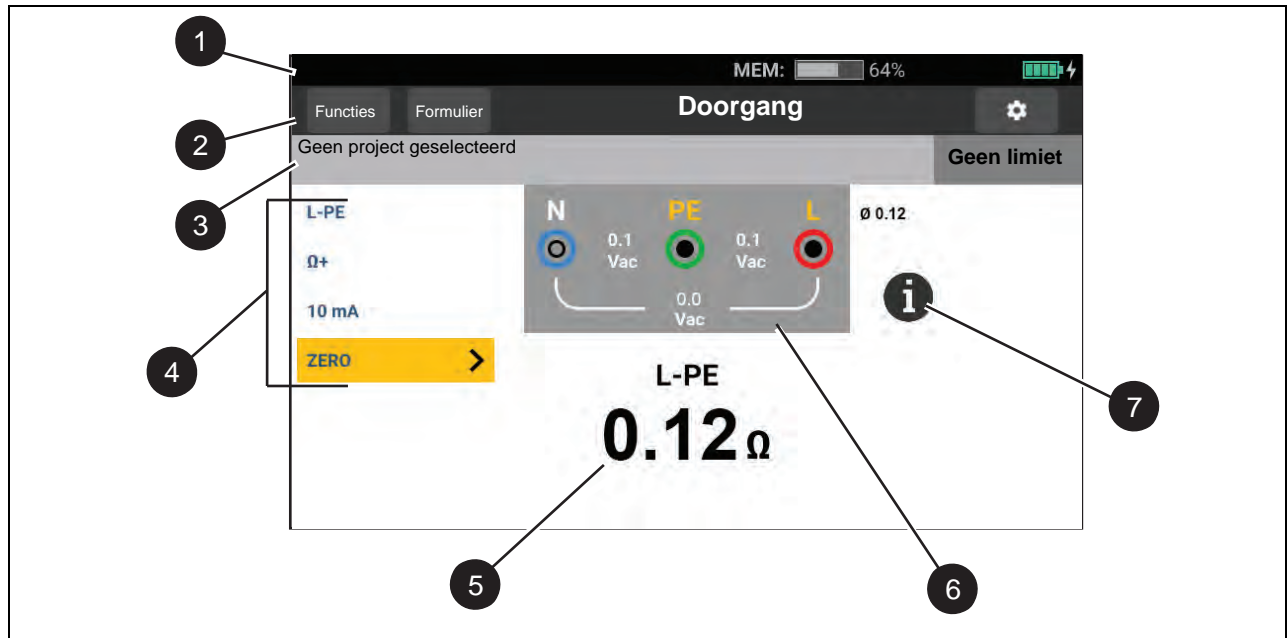 1
MEM: 64%
2
Functies Formulier Doorgang
3
Geen project geselecteerd
Geen limiet
4
L-PE
Ω+
10 mA
ZERO
N PE L
0.1 Vac
0.1 Vac
0.0 Vac
Ø 0.12
i
7
L-PE
0.12 Ω
5
6